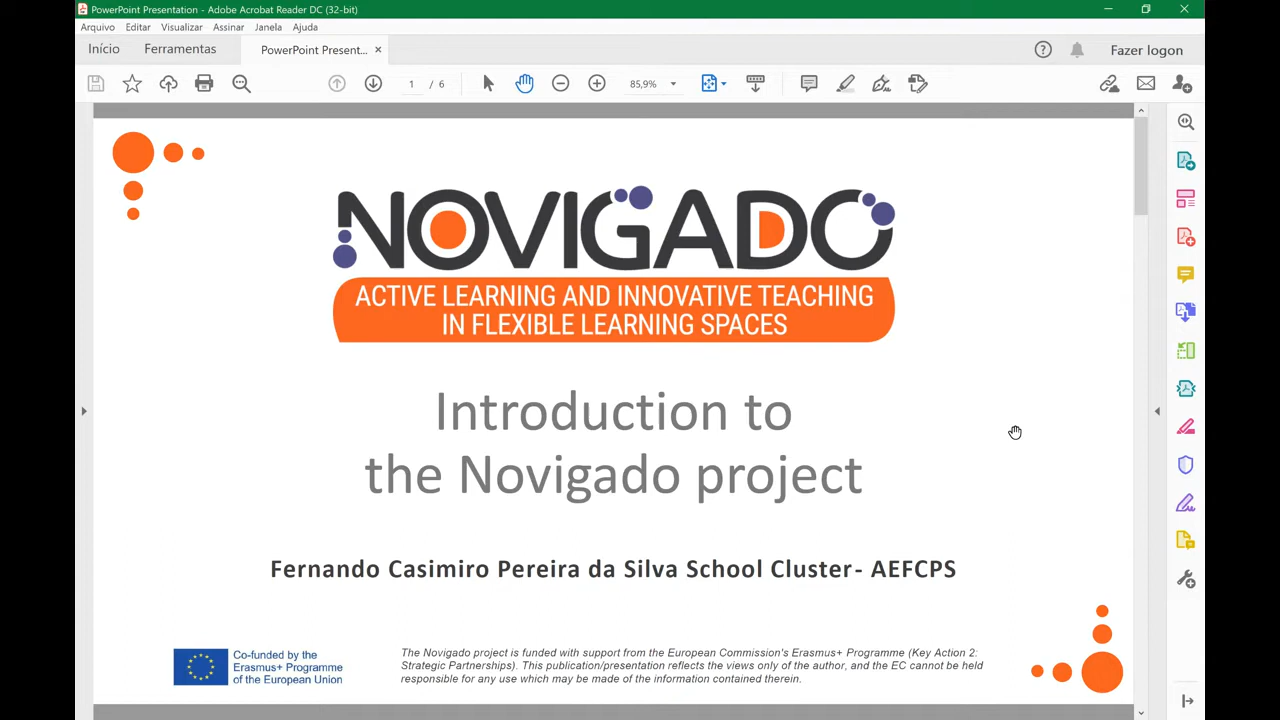 PowerPoint Presentation - Adobe Acrobat Reader DC (32-bit)
Arquivo Editar Visualizar Assinar Janela Ajuda
Início Ferramentas PowerPoint Present... × Fazer logon
1 / 6 85,9%
NOVIGADO
ACTIVE LEARNING AND INNOVATIVE TEACHING
IN FLEXIBLE LEARNING SPACES
Introduction to
the Novigado project
Fernando Casimiro Pereira da Silva School Cluster- AEFCPS
Co-funded by the
Erasmus+ Programme
of the European Union
The Novigado project is funded with support from the European Commission's Erasmus+ Programme (Key Action 2:
Strategic Partnerships). This publication/presentation reflects the views only of the author, and the EC cannot be held
responsible for any use which may be made of the information contained therein.